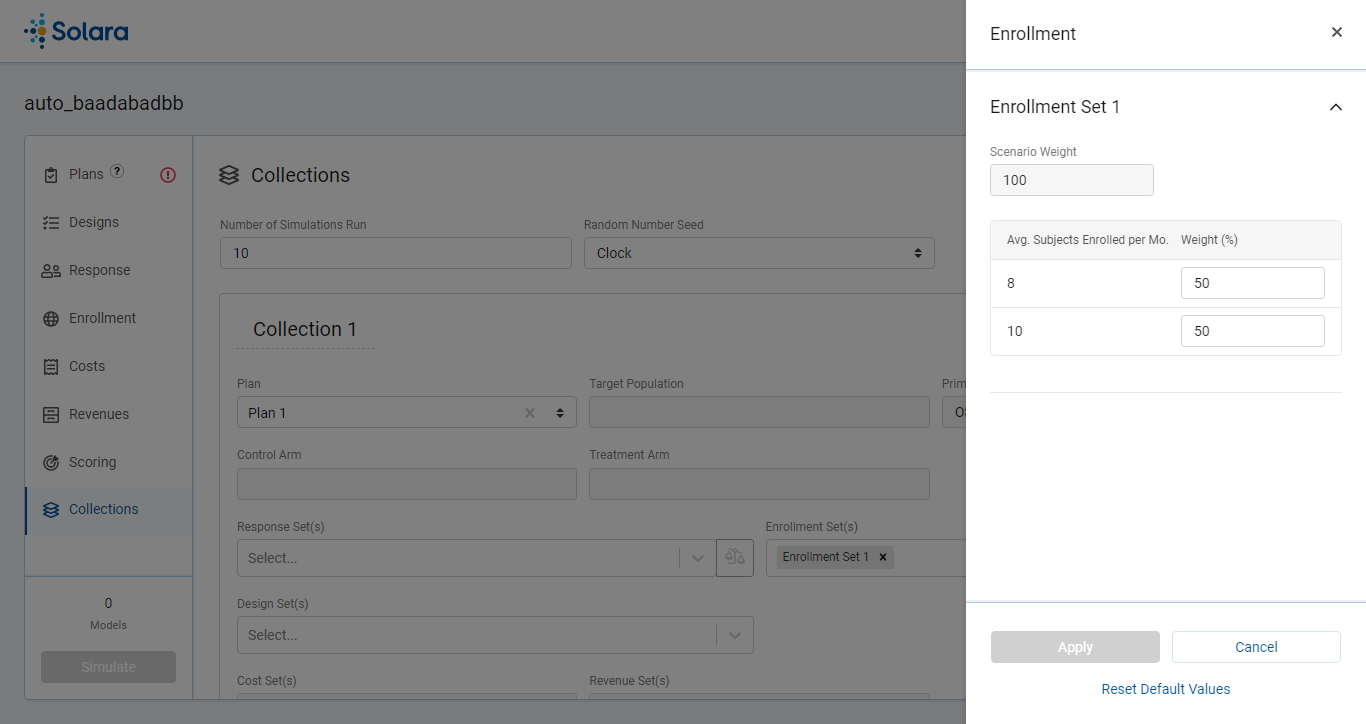 Solara
auto_baadabadbb
Plans ?
Designs
Response
Enrollment
Costs
Revenues
Scoring
Collections
0
Models
Simulate
Collections
Number of Simulations Run
Random Number Seed
10
Clock
Collection 1
Plan
Target Population
Prim
Plan 1
Control Arm
Treatment Arm
Response Set(s)
Enrollment Set(s)
Select...
Enrollment Set 1
Design Set(s)
Select...
Cost Set(s)
Revenue Set(s)
Enrollment
Enrollment Set 1
Scenario Weight
100
Avg. Subjects Enrolled per Mo. Weight (%)
8 50
10 50
Apply
Cancel
Reset Default Values